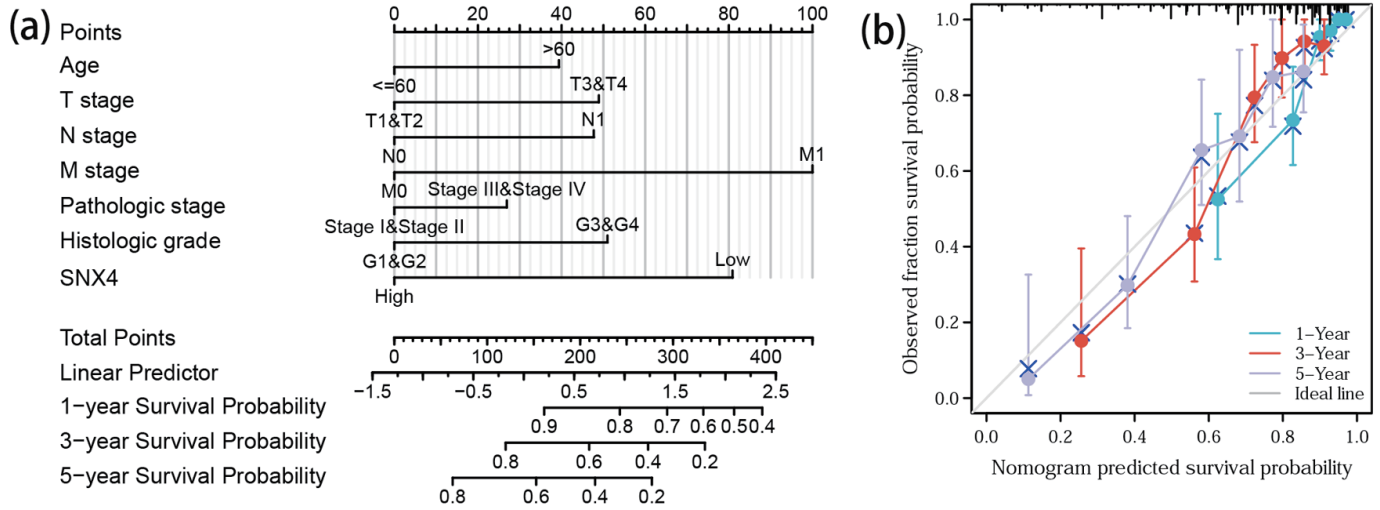 (a)
Points
0 20 40 60 80 100
Age
<=60 >60
T stage
T1&T2 T3&T4
N stage
N0 N1
M stage
M0 M1
Pathologic stage
Stage I&Stage II Stage III&Stage IV
Histologic grade
G1&G2 G3&G4
SNX4
High Low
Total Points
0 100 200 300 400
Linear Predictor
−1.5 −0.5 0.5 1.5 2.5
1−year Survival Probability
0.9 0.8 0.7 0.6 0.5 0.4
3−year Survival Probability
0.8 0.6 0.4 0.2
5−year Survival Probability
0.8 0.6 0.4 0.2
(b)
Observed fraction survival probability
1.0
0.8
0.6
0.4
0.2
0.0
1−Year
3−Year
5−Year
Ideal line
0.0 0.2 0.4 0.6 0.8 1.0
Nomogram predicted survival probability